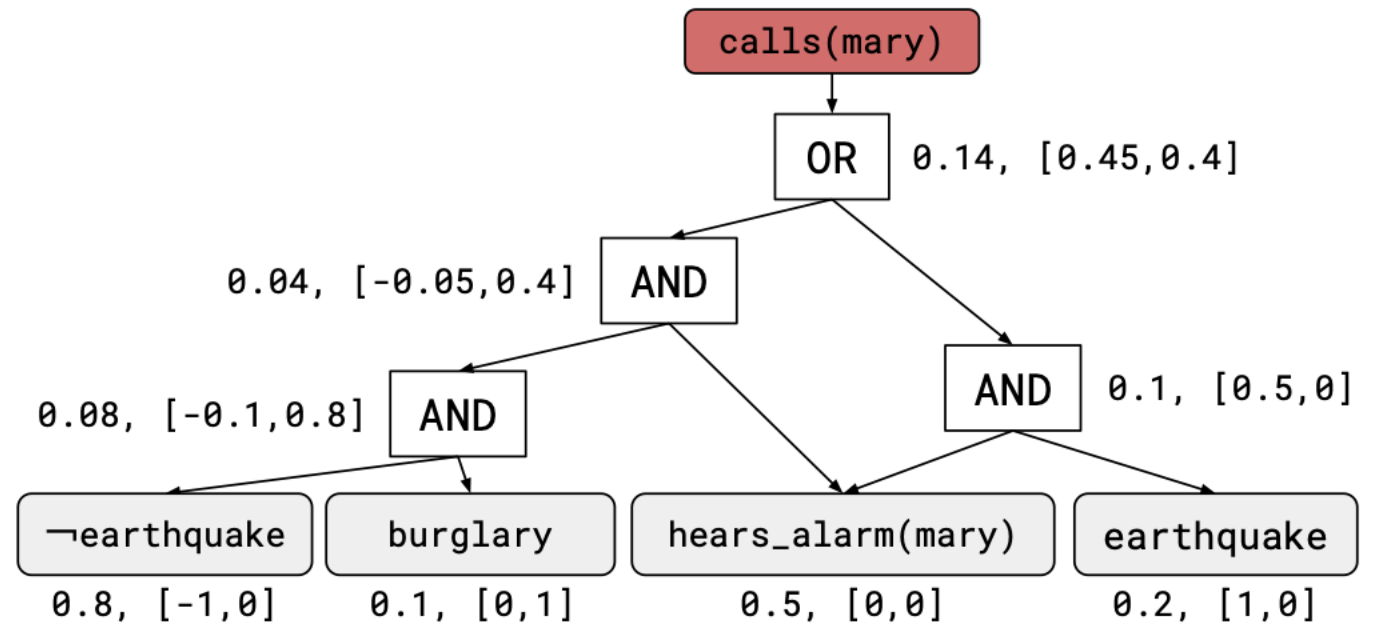 calls(mary)
OR 0.14, [0.45,0.4]
0.04, [-0.05,0.4] AND
0.08, [-0.1,0.8] AND
AND 0.1, [0.5,0]
¬earthquake burglary hears_alarm(mary) earthquake
0.8, [-1,0] 0.1, [0,1] 0.5, [0,0] 0.2, [1,0]